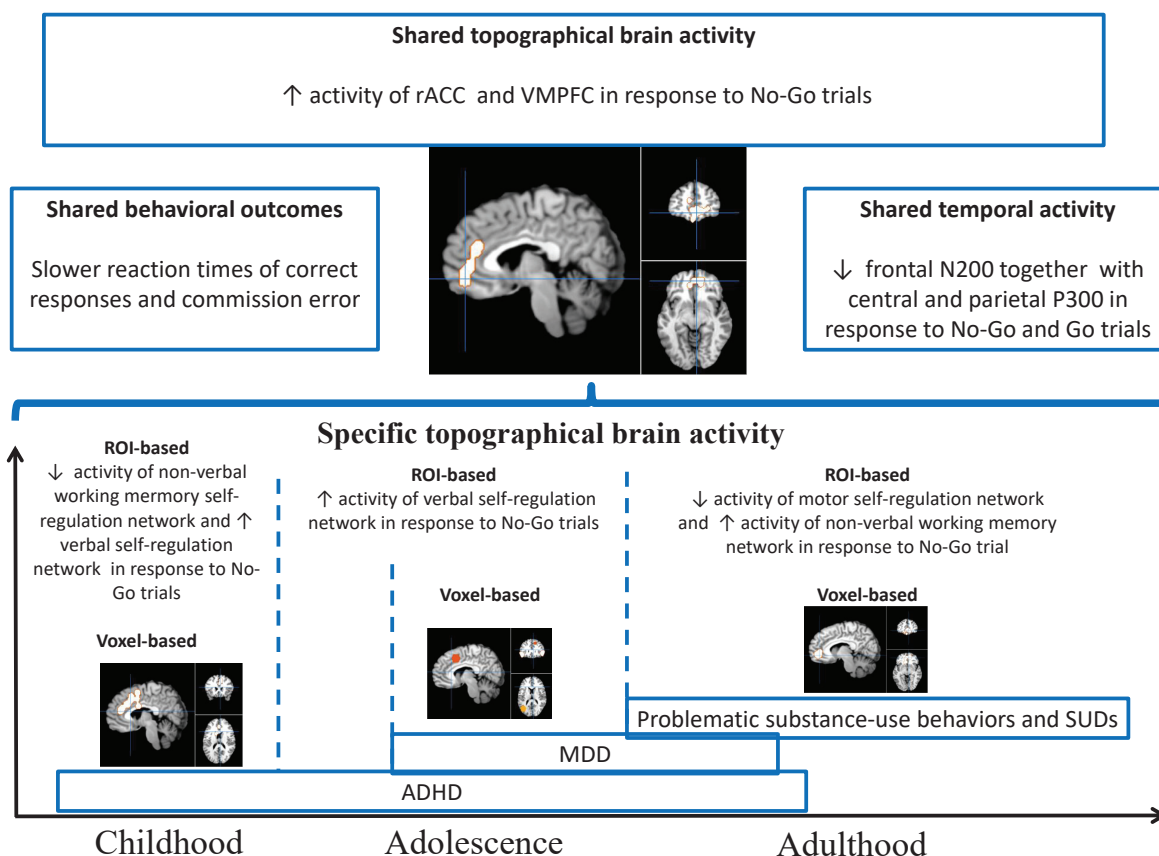 Shared topographical brain activity
↑ activity of rACC and VMPFC in response to No-Go trials
Shared behavioral outcomes
Slower reaction times of correct
responses and commission error
Shared temporal activity
↓ frontal N200 together with
central and parietal P300 in
response to No-Go and Go trials
Specific topographical brain activity
ROI-based
↓ activity of non-verbal
working mermory self-
regulation network and ↑
verbal self-regulation
network in response to No-
Go trials
Voxel-based
ROI-based
↑ activity of verbal self-regulation
network in response to No-Go trials
Voxel-based
ROI-based
↓ activity of motor self-regulation network
and ↑ activity of non-verbal working memory
network in response to No-Go trial
Voxel-based
Problematic substance-use behaviors and SUDs
MDD
ADHD
Childhood
Adolescence
Adulthood